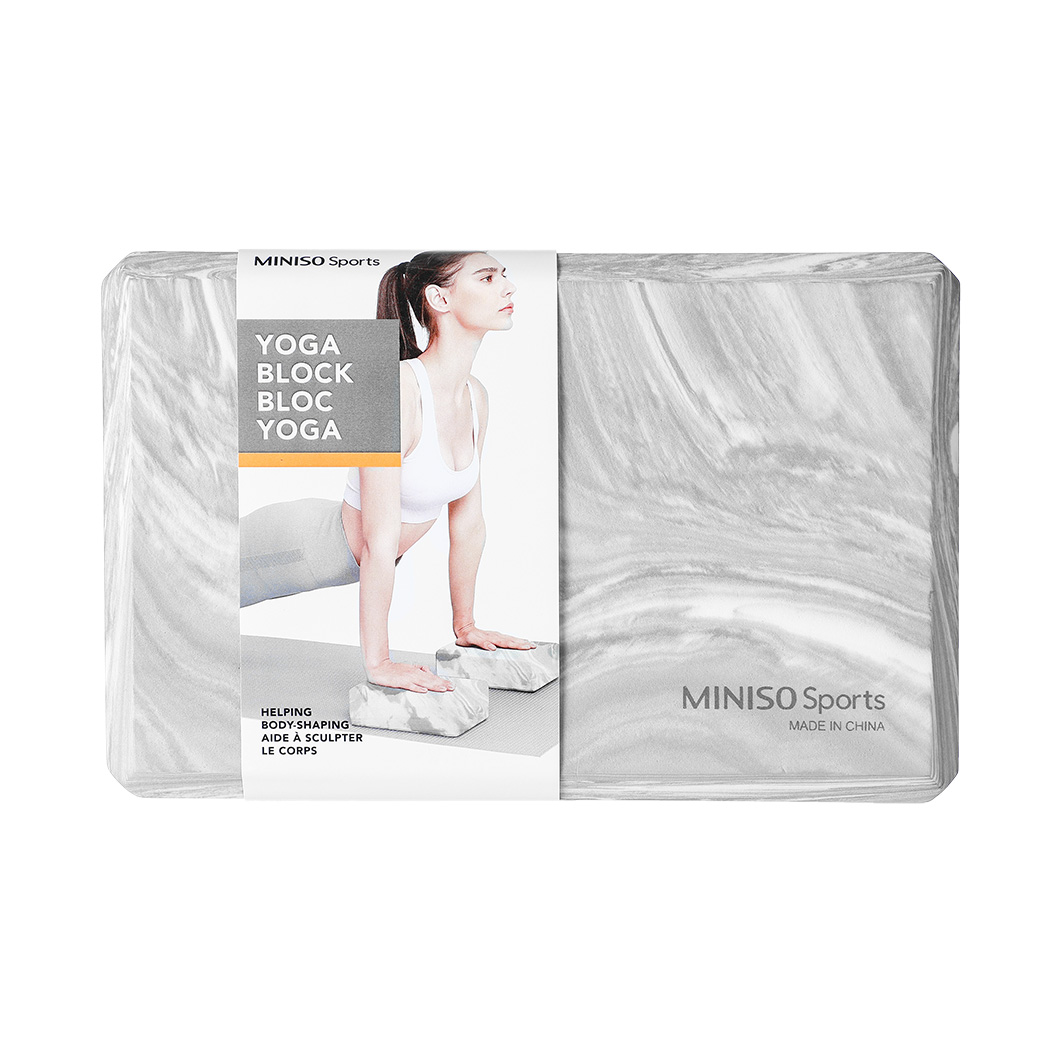 MINISO Sports
YOGA
BLOCK
BLOC
YOGA
HELPING
BODY-SHAPING
AIDE À SCULPTER
LE CORPS
MINISO Sports
MADE IN CHINA